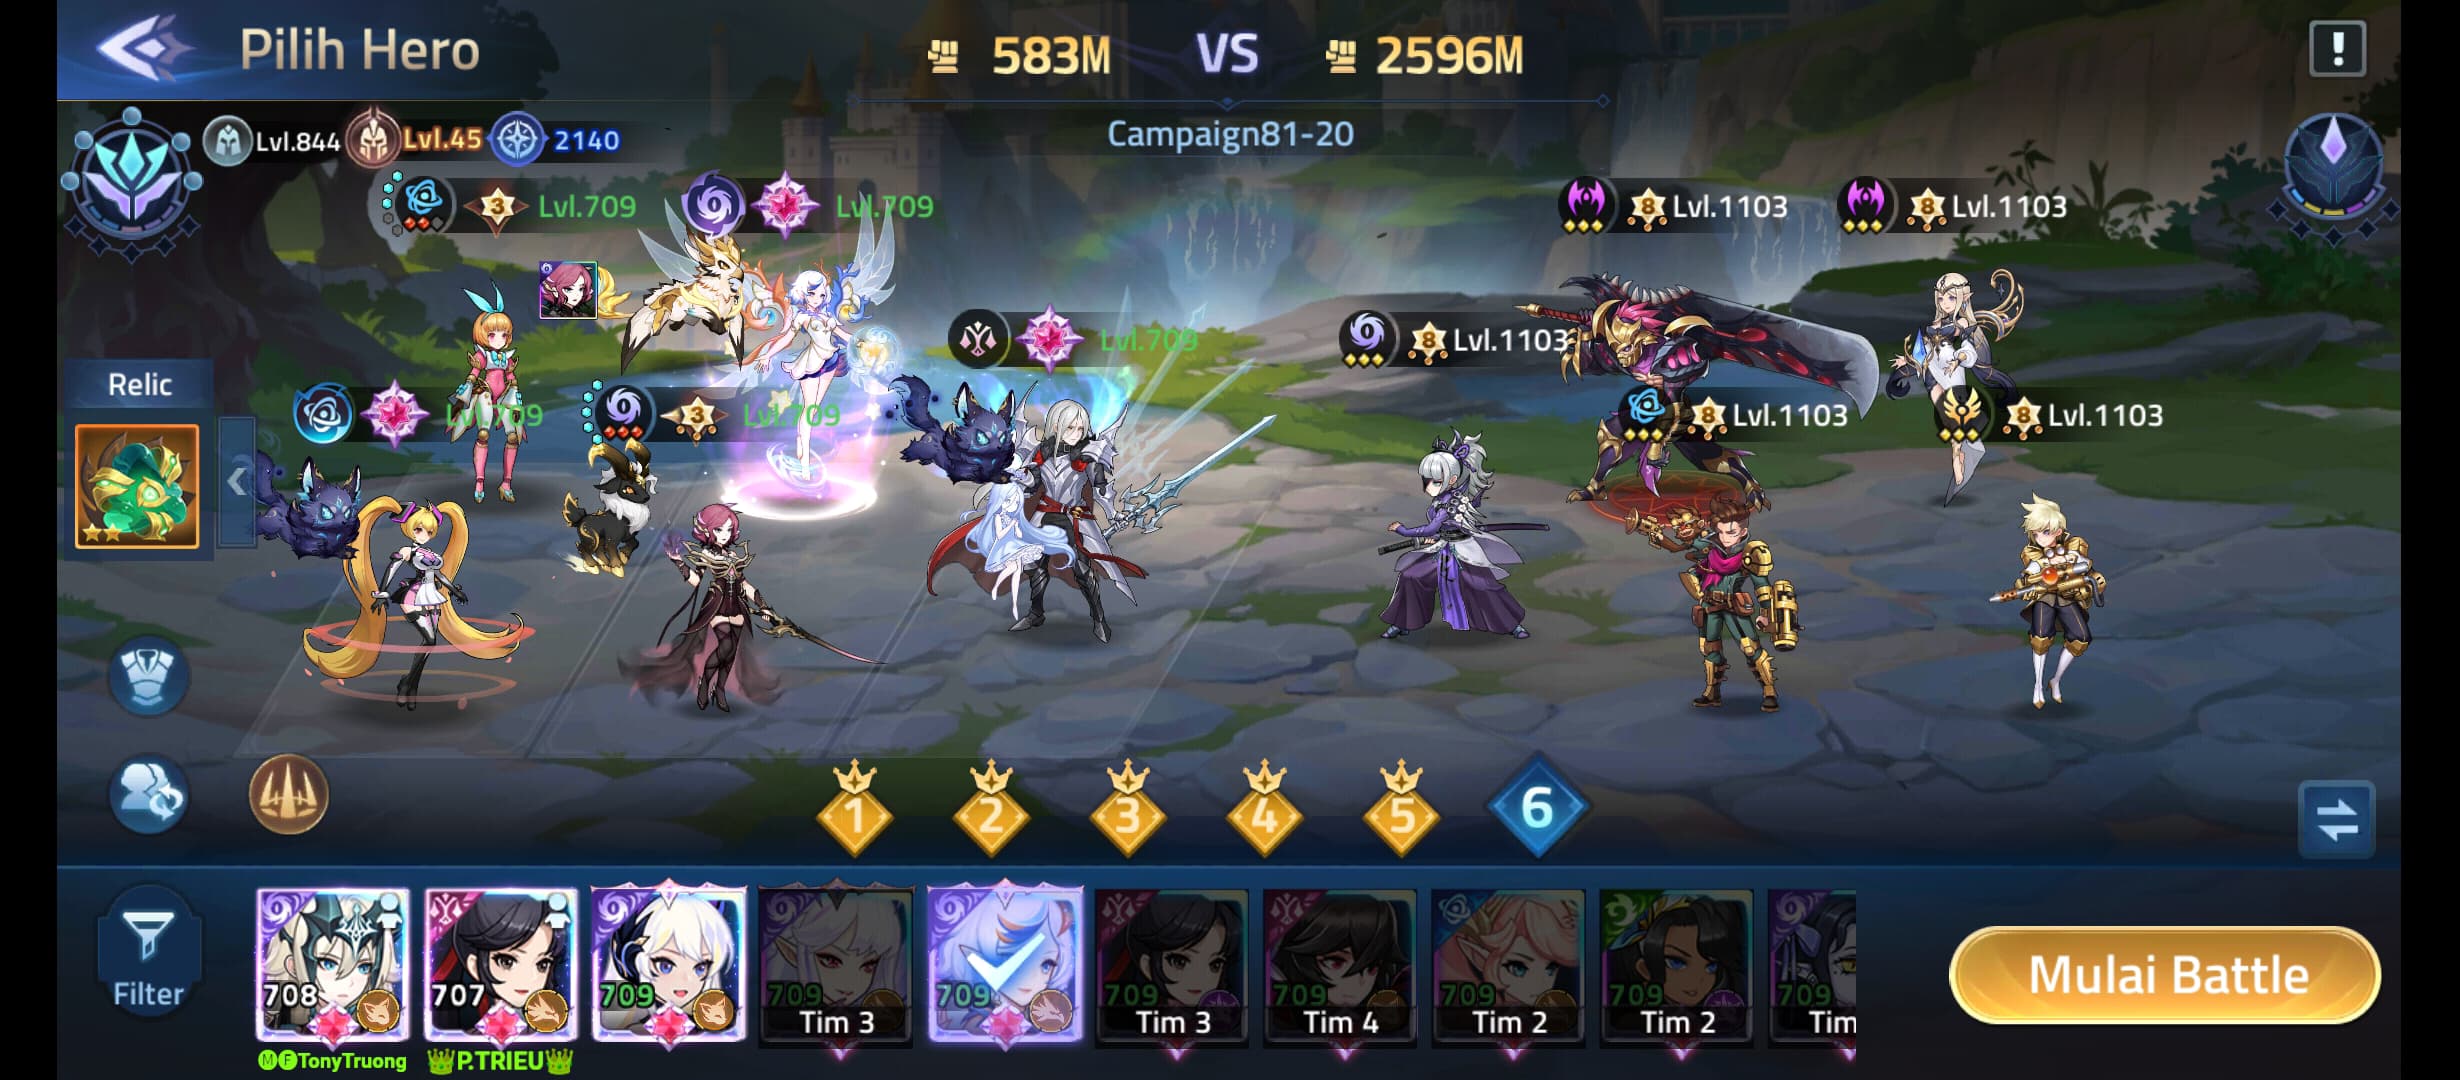 Pilih Hero
583M VS 2596M
Campaign81-20
Lvl.844 Lvl.45 2140
3 Lvl.709
Lvl.709
8 Lvl.1103
8 Lvl.1103
Lvl.709
8 Lvl.1103
Relic
Lvl.709
3 Lvl.709
8 Lvl.1103
8 Lvl.1103
1 2 3 4 5 6
Filter
708
707
709
709 Tim 3
709
709 Tim 3
709 Tim 4
709 Tim 2
709 Tim 2
709 Tim
MFTonyTruong
P.TRIEU
Mulai Battle